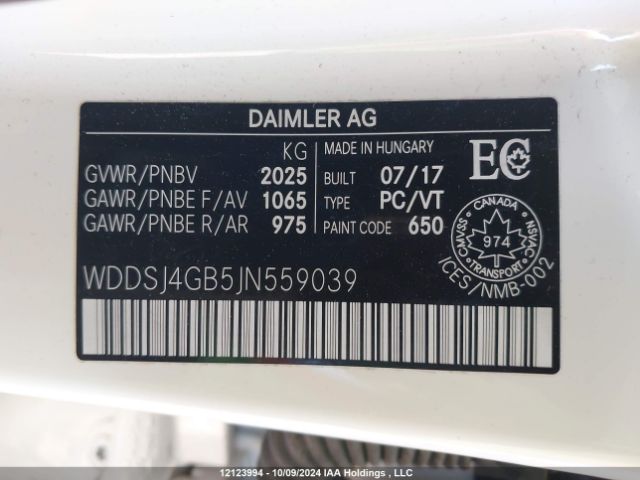 DAIMLER AG
KG
GVWR/PNBV 2025
GAWR/PNBE F/AV 1065
GAWR/PNBE R/AR 975
MADE IN HUNGARY
BUILT 07/17
TYPE PC/VT
PAINT CODE 650
EC
CANADA
CMVSS 974 NSVAC
TRANSPORT
ICES/NMB-002
WDDSJ4GB5JN559039
12123994 - 10/09/2024 IAA Holdings , LLC